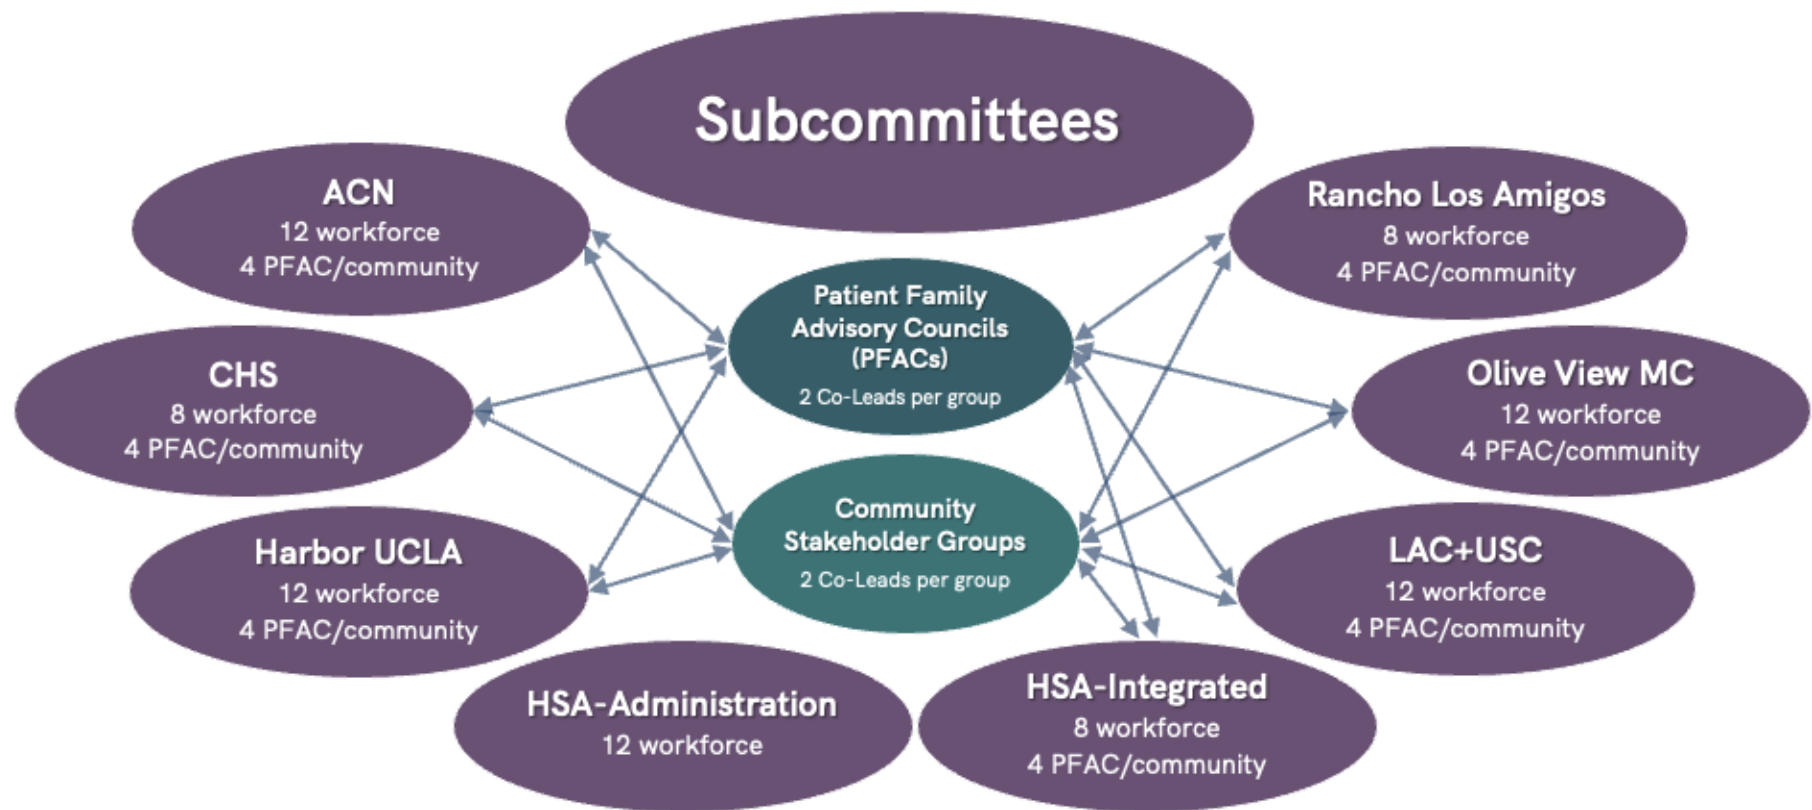 Subcommittees
ACN
12 workforce
4 PFAC/community
Rancho Los Amigos
8 workforce
4 PFAC/community
Patient Family
Advisory Councils
(PFACs)
2 Co-Leads per group
CHS
8 workforce
4 PFAC/community
Olive View MC
12 workforce
4 PFAC/community
Community
Stakeholder Groups
2 Co-Leads per group
Harbor UCLA
12 workforce
4 PFAC/community
LAC+USC
12 workforce
4 PFAC/community
HSA-Administration
12 workforce
HSA-Integrated
8 workforce
4 PFAC/community